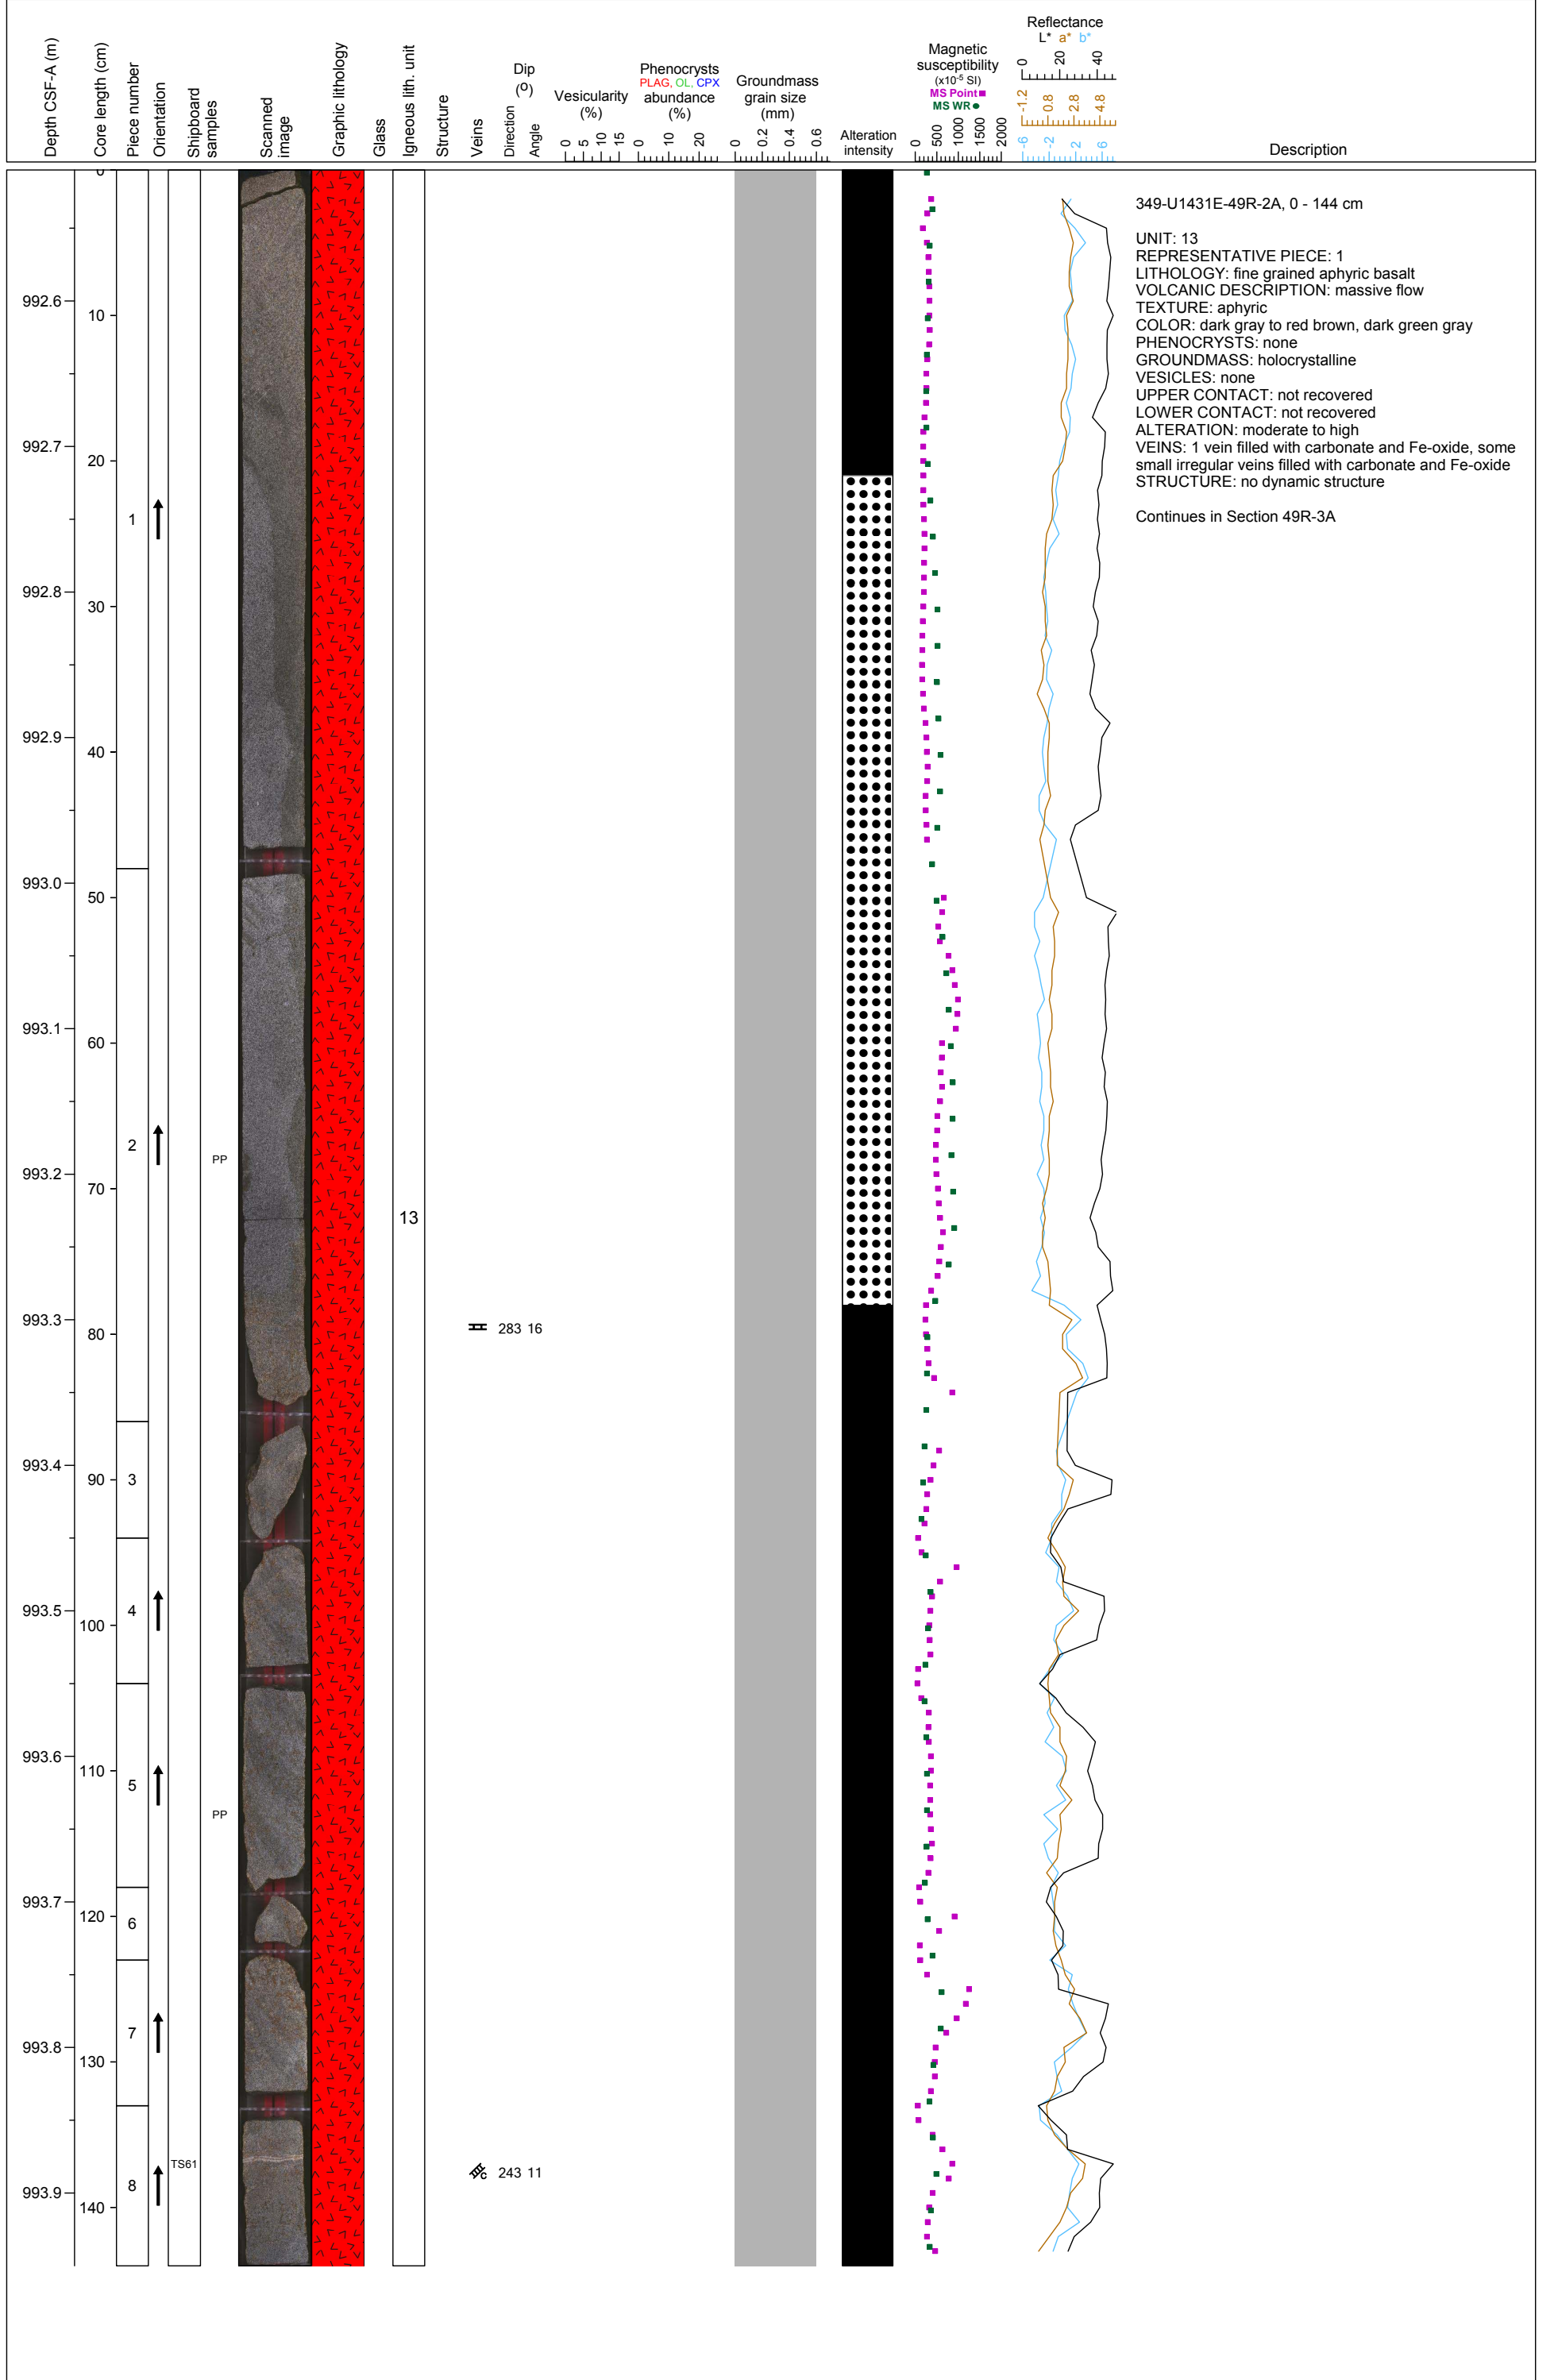 Depth CSF-A (m)
Core length (cm)
Piece number
Orientation
Shipboard
samples
Scanned
image
Graphic lithology
Glass
Igneous lith. unit
Structure
Veins
Dip
(º)
Direction
Angle
Vesicularity
(%)
0 5 10 15
Phenocrysts
PLAG, OL, CPX
abundance
(%)
0 10 20
Groundmass
grain size
(mm)
0 0.2 0.4 0.6
Alteration
intensity
Magnetic
susceptibility
(x10-5 SI)
MS Point
MS WR
0 500 1000 1500 2000
Reflectance
L* a* b*
0 20 40
-1.2 0.8 2.8 4.8
-6 -2 2 6
Description
0
992.6
10
992.7
20
1
992.8
30
992.9
40
993.0
50
993.1
60
2
PP
993.2
70
13
993.3
80
283 16
993.4
90
3
993.5
4
100
993.6
110
5
PP
993.7
120
6
7
993.8
130
TS61
243 11
8
993.9
140
349-U1431E-49R-2A, 0 - 144 cm
UNIT: 13
REPRESENTATIVE PIECE: 1
LITHOLOGY: fine grained aphyric basalt
VOLCANIC DESCRIPTION: massive flow
TEXTURE: aphyric
COLOR: dark gray to red brown, dark green gray
PHENOCRYSTS: none
GROUNDMASS: holocrystalline
VESICLES: none
UPPER CONTACT: not recovered
LOWER CONTACT: not recovered
ALTERATION: moderate to high
VEINS: 1 vein filled with carbonate and Fe-oxide, some
small irregular veins filled with carbonate and Fe-oxide
STRUCTURE: no dynamic structure
Continues in Section 49R-3A